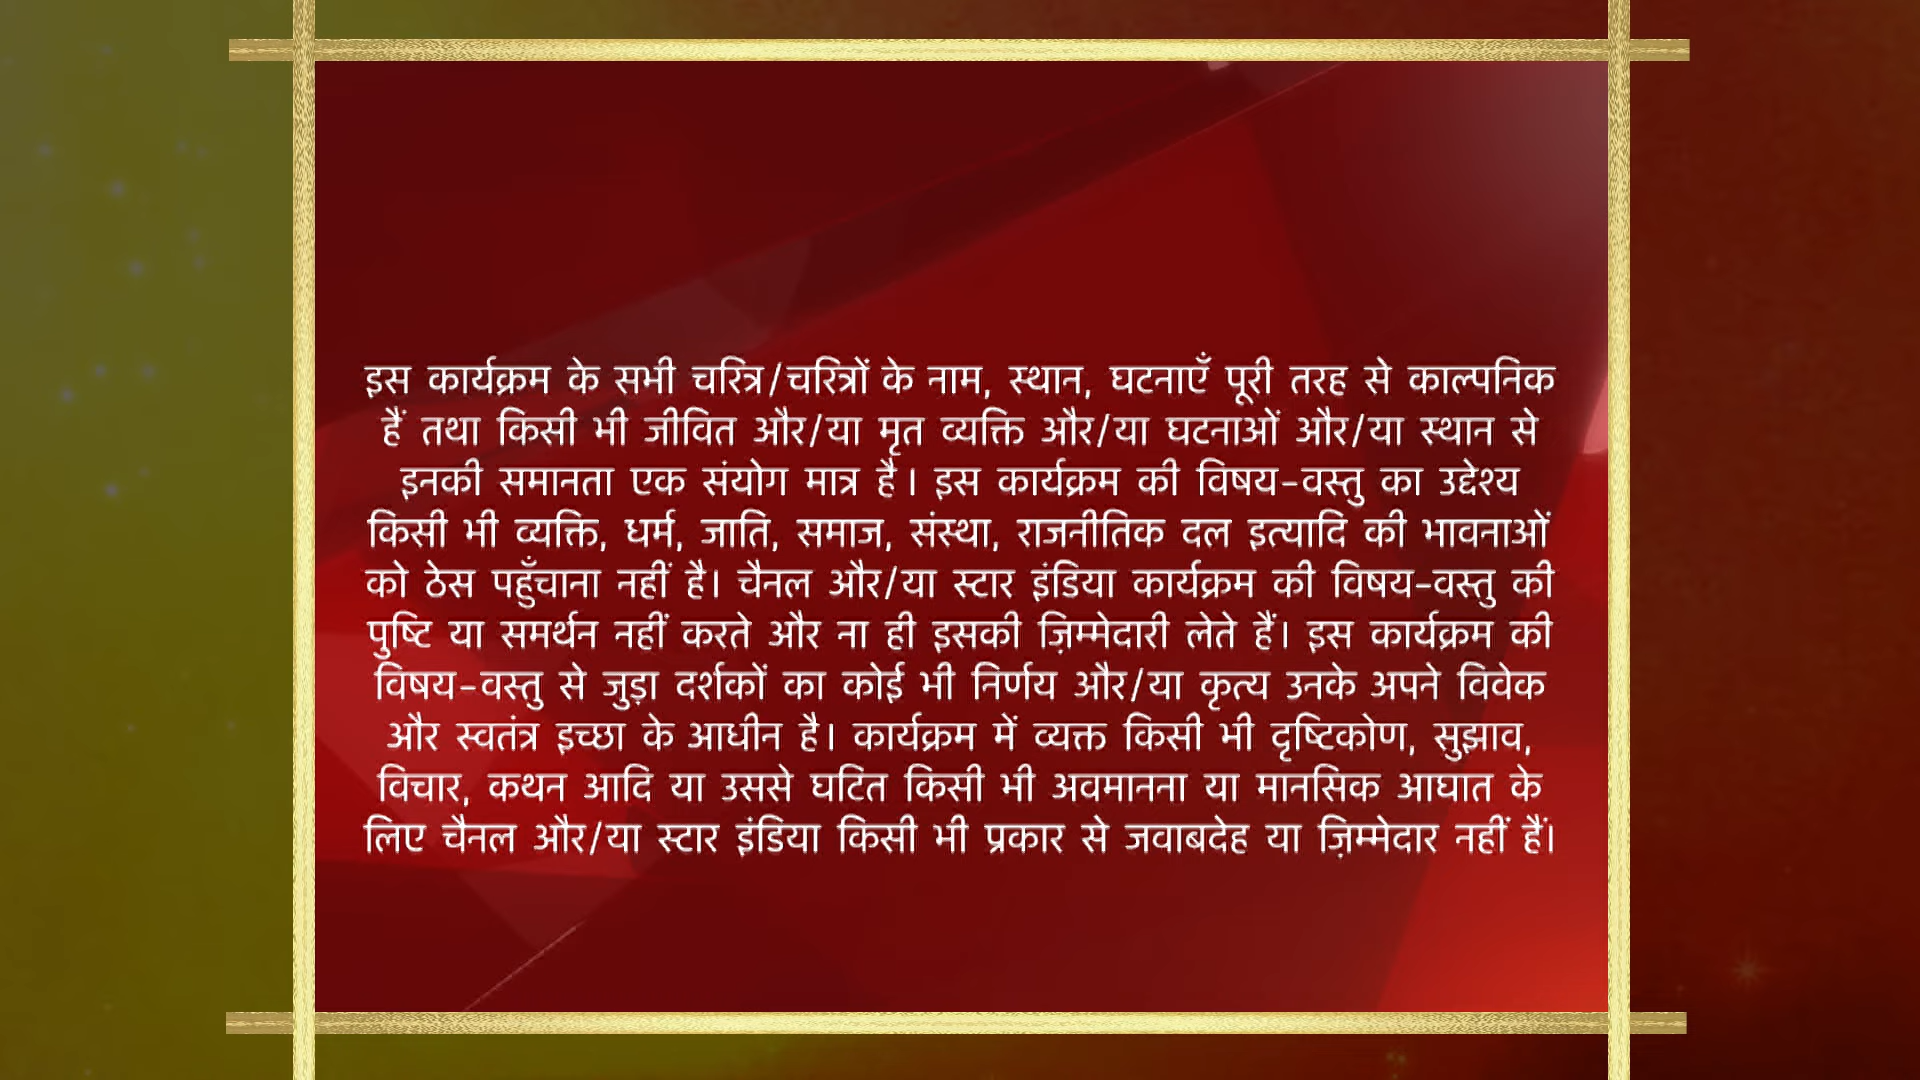 इस कार्यक्रम के सभी चरित्र/चरित्रों के नाम, स्थान, घटनाएँ पूरी तरह से काल्पनिक
हैं तथा किसी भी जीवित और/या मृत व्यक्ति और/या घटनाओं और/या स्थान से
इनकी समानता एक संयोग मात्र है। इस कार्यक्रम की विषय-वस्तु का उद्देश्य
किसी भी व्यक्ति, धर्म, जाति, समाज, संस्था, राजनीतिक दल इत्यादि की भावनाओं
को ठेस पहुँचाना नहीं है। चैनल और/या स्टार इंडिया कार्यक्रम की विषय-वस्तु की
पुष्टि या समर्थन नहीं करते और ना ही इसकी ज़िम्मेदारी लेते हैं। इस कार्यक्रम की
विषय-वस्तु से जुड़ा दर्शकों का कोई भी निर्णय और/या कृत्य उनके अपने विवेक
और स्वतंत्र इच्छा के आधीन है। कार्यक्रम में व्यक्त किसी भी दृष्टिकोण, सुझाव,
विचार, कथन आदि या उससे घटित किसी भी अवमानना या मानसिक आघात के
लिए चैनल और/या स्टार इंडिया किसी भी प्रकार से जवाबदेह या ज़िम्मेदार नहीं हैं।